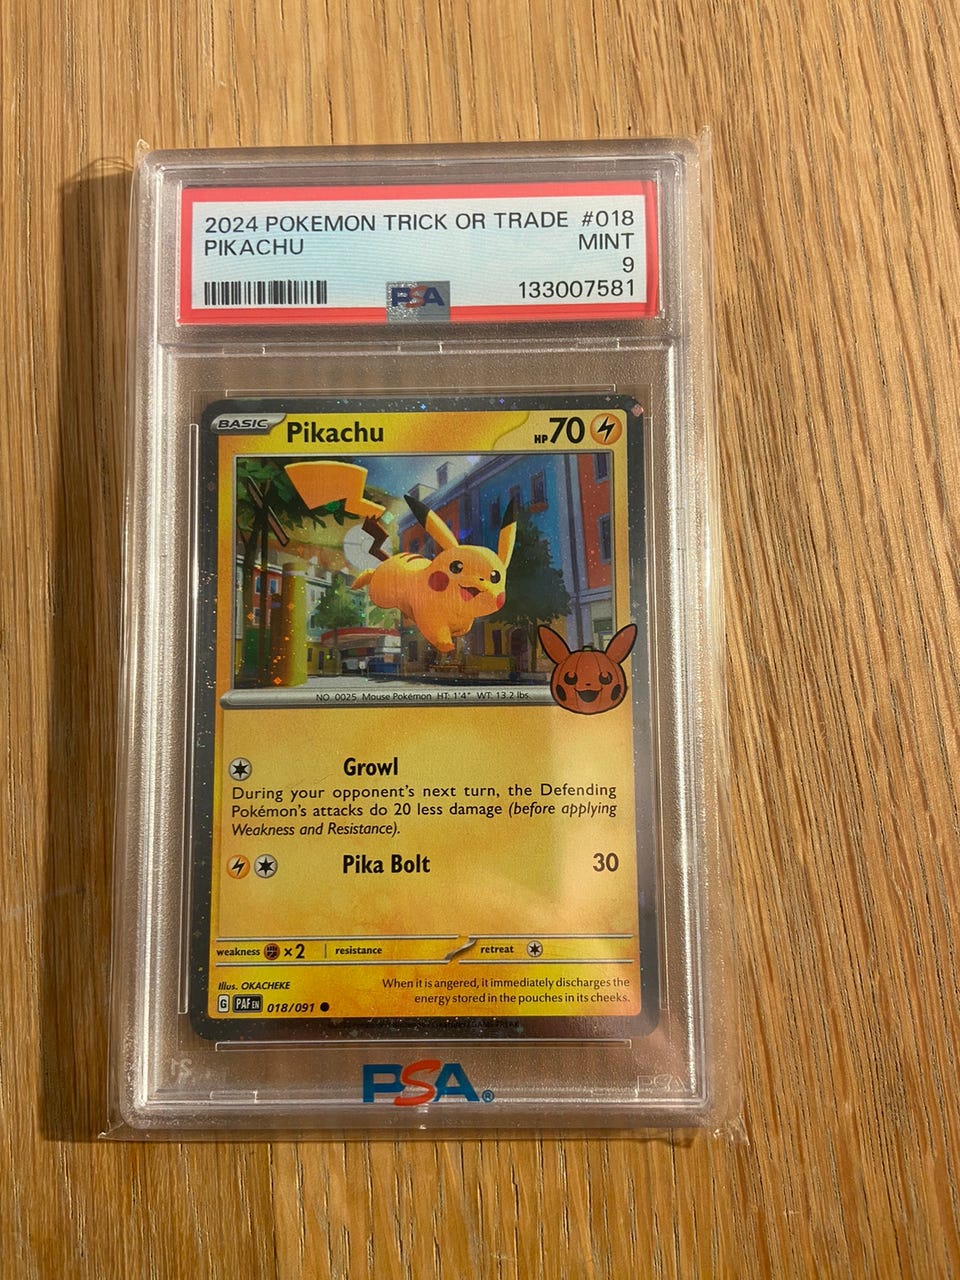 2024 POKEMON TRICK OR TRADE #018
PIKACHU MINT
9
133007581
PSA
BASIC Pikachu HP 70
NO. 0025 Mouse Pokémon HT: 1'4" WT: 13.2 lbs.
Growl
During your opponent's next turn, the Defending
Pokémon's attacks do 20 less damage (before applying
Weakness and Resistance).
Pika Bolt 30
weakness ×2 resistance retreat
Illus. OKACHEKE
When it is angered, it immediately discharges the
energy stored in the pouches in its cheeks.
G PAF EN 018/091
PSA®
PSA